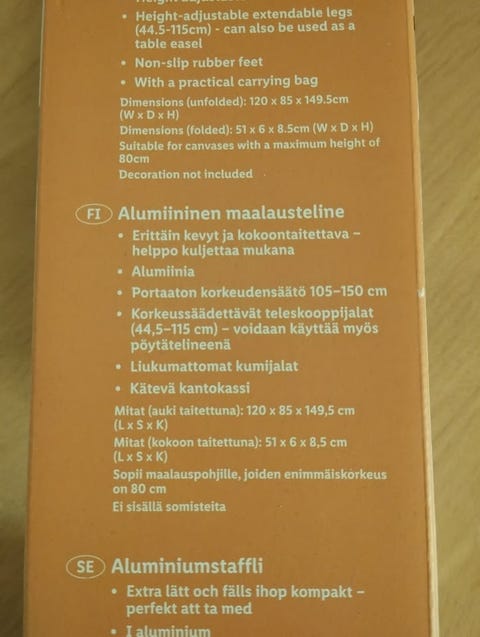 • Height-adjustable extendable legs
(44.5-115cm) - can also be used as a
table easel
• Non-slip rubber feet
• With a practical carrying bag
Dimensions (unfolded): 120 x 85 x 149.5cm
(W x D x H)
Dimensions (folded): 51 x 6 x 8.5cm (W x D x H)
Suitable for canvases with a maximum height of
80cm
Decoration not included
FI Alumiininen maalausteline
• Erittäin kevyt ja kokoontaitettava –
helppo kuljettaa mukana
• Alumiinia
• Portaaton korkeudensäätö 105–150 cm
• Korkeussäädettävät teleskooppijalat
(44,5–115 cm) – voidaan käyttää myös
pöytätelineenä
• Liukumattomat kumijalat
• Kätevä kantokassi
Mitat (auki taitettuna): 120 x 85 x 149,5 cm
(L x S x K)
Mitat (kokoon taitettuna): 51 x 6 x 8,5 cm
(L x S x K)
Sopii maalauspohjille, joiden enimmäiskorkeus
on 80 cm
Ei sisällä somisteita
SE Aluminiumstaffli
• Extra lätt och fälls ihop kompakt –
perfekt att ta med
• I aluminium